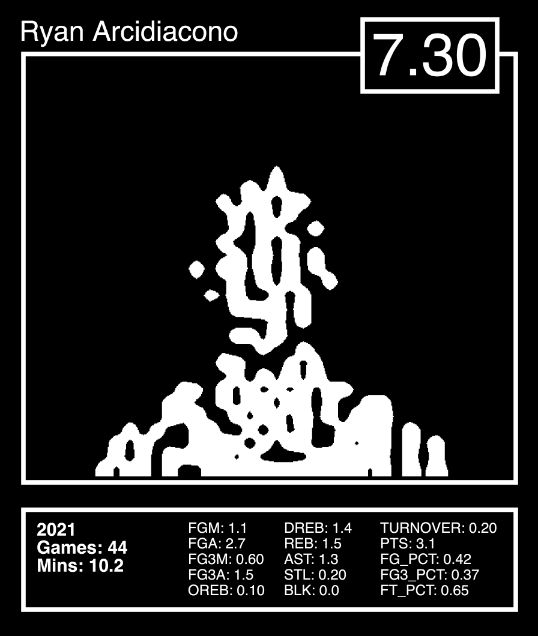 Ryan Arcidiacono
7.30
2021
Games: 44
Mins: 10.2
FGM: 1.1
FGA: 2.7
FG3M: 0.60
FG3A: 1.5
OREB: 0.10
DREB: 1.4
REB: 1.5
AST: 1.3
STL: 0.20
BLK: 0.0
TURNOVER: 0.20
PTS: 3.1
FG_PCT: 0.42
FG3_PCT: 0.37
FT_PCT: 0.65